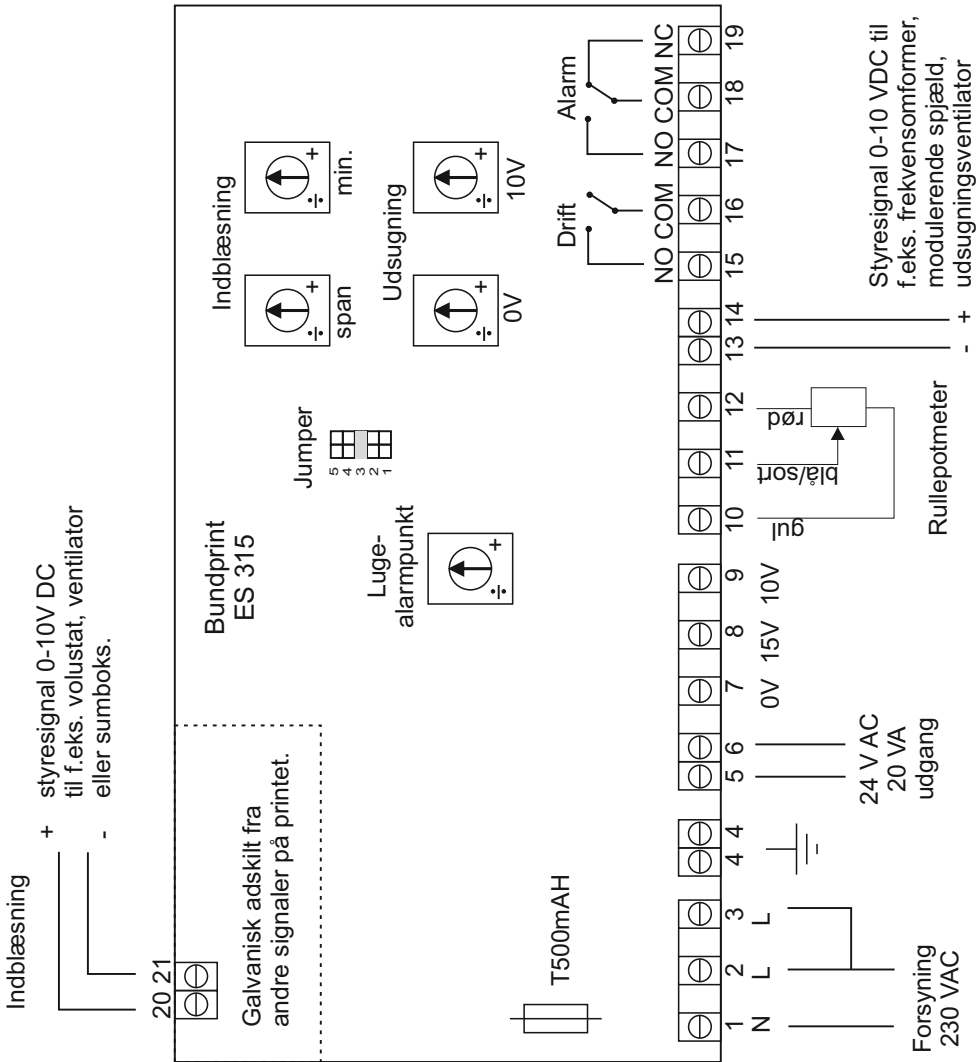 Indblæsning
+
-
styresignal 0-10V DC
til f.eks. volustat, ventilator
eller sumboks.
20 21
Galvanisk adskilt fra
andre signaler på printet.
Bundprint
ES 315
Jumper
5
4
3
2
1
Indblæsning
span
min.
Udsugning
0V
10V
Luge-
alarmpunkt
T500mAH
Drift
Alarm
NO COM NO COM NC
1 2 3 4 4 5 6 7 8 9 10 11 12 13 14 15 16 17 18 19
N L L
0V 15V 10V
gul
blå/sort
rød
Forsyning
230 VAC
24 V AC
20 VA
udgang
Rullepotmeter
- +
Styresignal 0-10 VDC til
f.eks. frekvensomformer,
modulerende spjæld,
udsugningsventilator